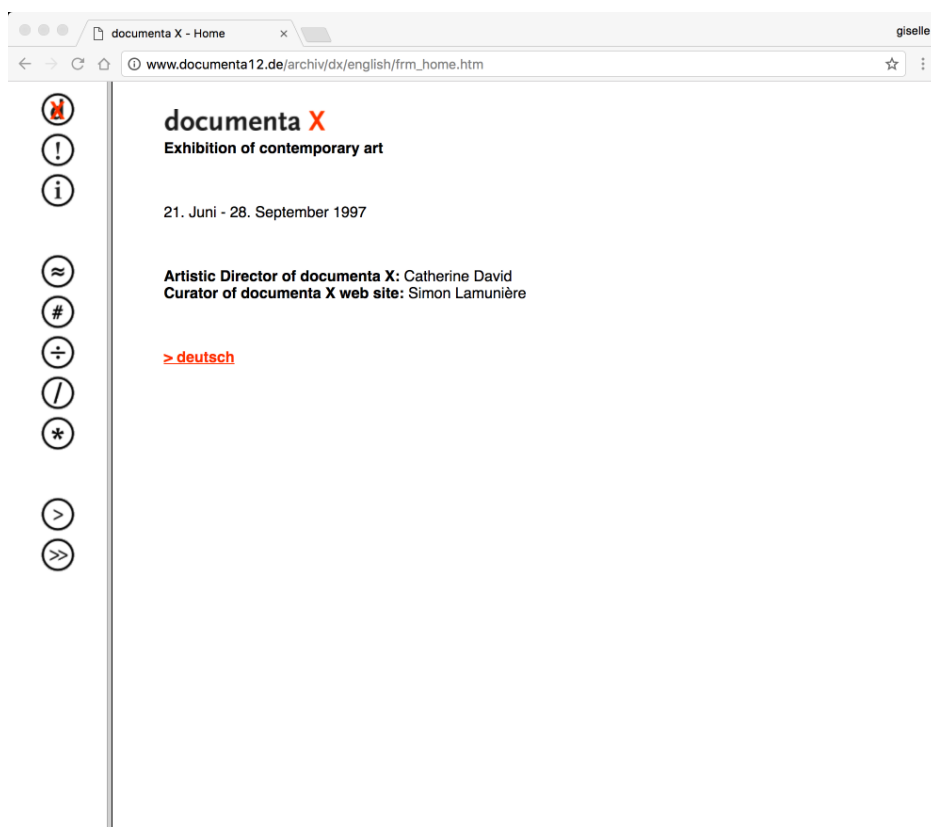 documenta X - Home
giselle
www.documenta12.de/archiv/dx/english/frm_home.htm
d X
!
i
≈
#
÷
/
*
>
>>
documenta X
Exhibition of contemporary art
21. Juni - 28. September 1997
Artistic Director of documenta X: Catherine David
Curator of documenta X web site: Simon Lamunière
> deutsch